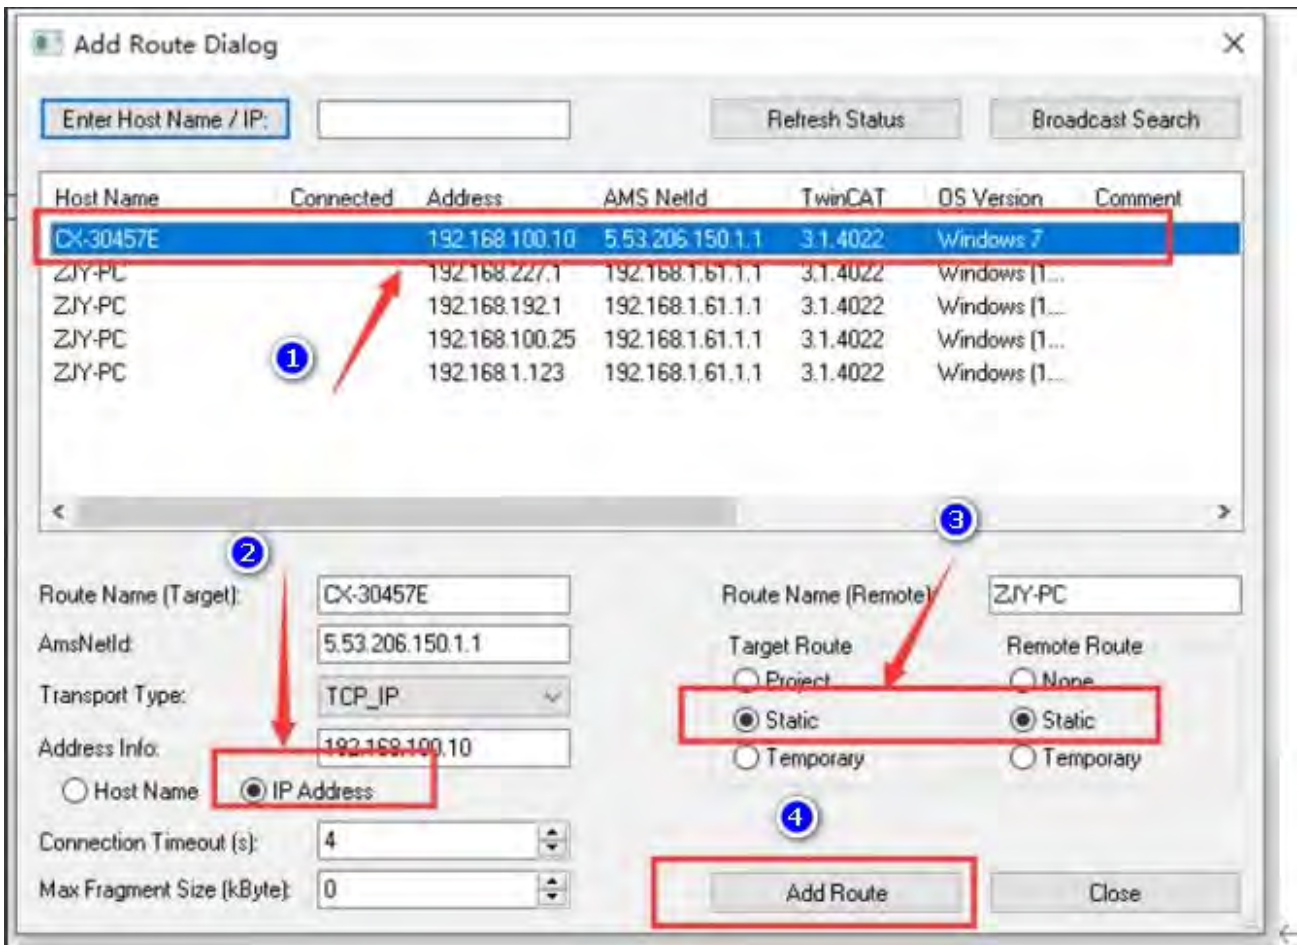 Add Route Dialog
Enter Host Name / IP: Refresh Status Broadcast Search
Host Name Connected Address AMS NetId TwinCAT OS Version Comment
CX-30457E 192.168.100.10 5.53.206.150.1.1 3.1.4022 Windows 7
ZJY-PC 192.168.227.1 192.168.1.61.1.1 3.1.4022 Windows (1...
ZJY-PC 192.168.192.1 192.168.1.61.1.1 3.1.4022 Windows (1...
1
ZJY-PC 192.168.100.25 192.168.1.61.1.1 3.1.4022 Windows (1...
ZJY-PC 192.168.1.123 192.168.1.61.1.1 3.1.4022 Windows (1...
3
2
Route Name (Target): CX-30457E Route Name (Remote): ZJY-PC
AmsNetId: 5.53.206.150.1.1 Target Route Remote Route
Project None
Transport Type: TCP_IP
Static Static
Address Info: 192.168.100.10
Temporary Temporary
Host Name IP Address
4
Connection Timeout (s): 4
Max Fragment Size (kByte): 0 Add Route Close